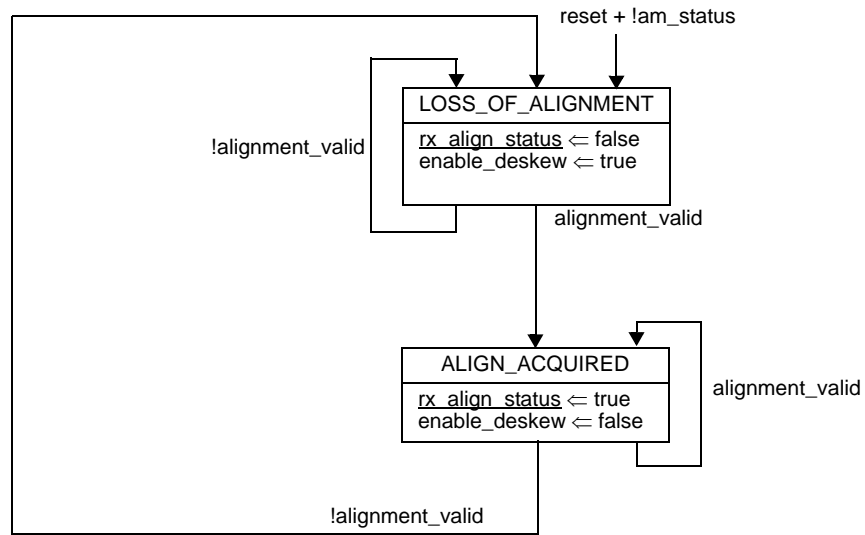 reset + !am_status
LOSS_OF_ALIGNMENT
!alignment_valid
rx_align_status ⇐ false
enable_deskew ⇐ true
alignment_valid
ALIGN_ACQUIRED
alignment_valid
rx_align_status ⇐ true
enable_deskew ⇐ false
!alignment_valid